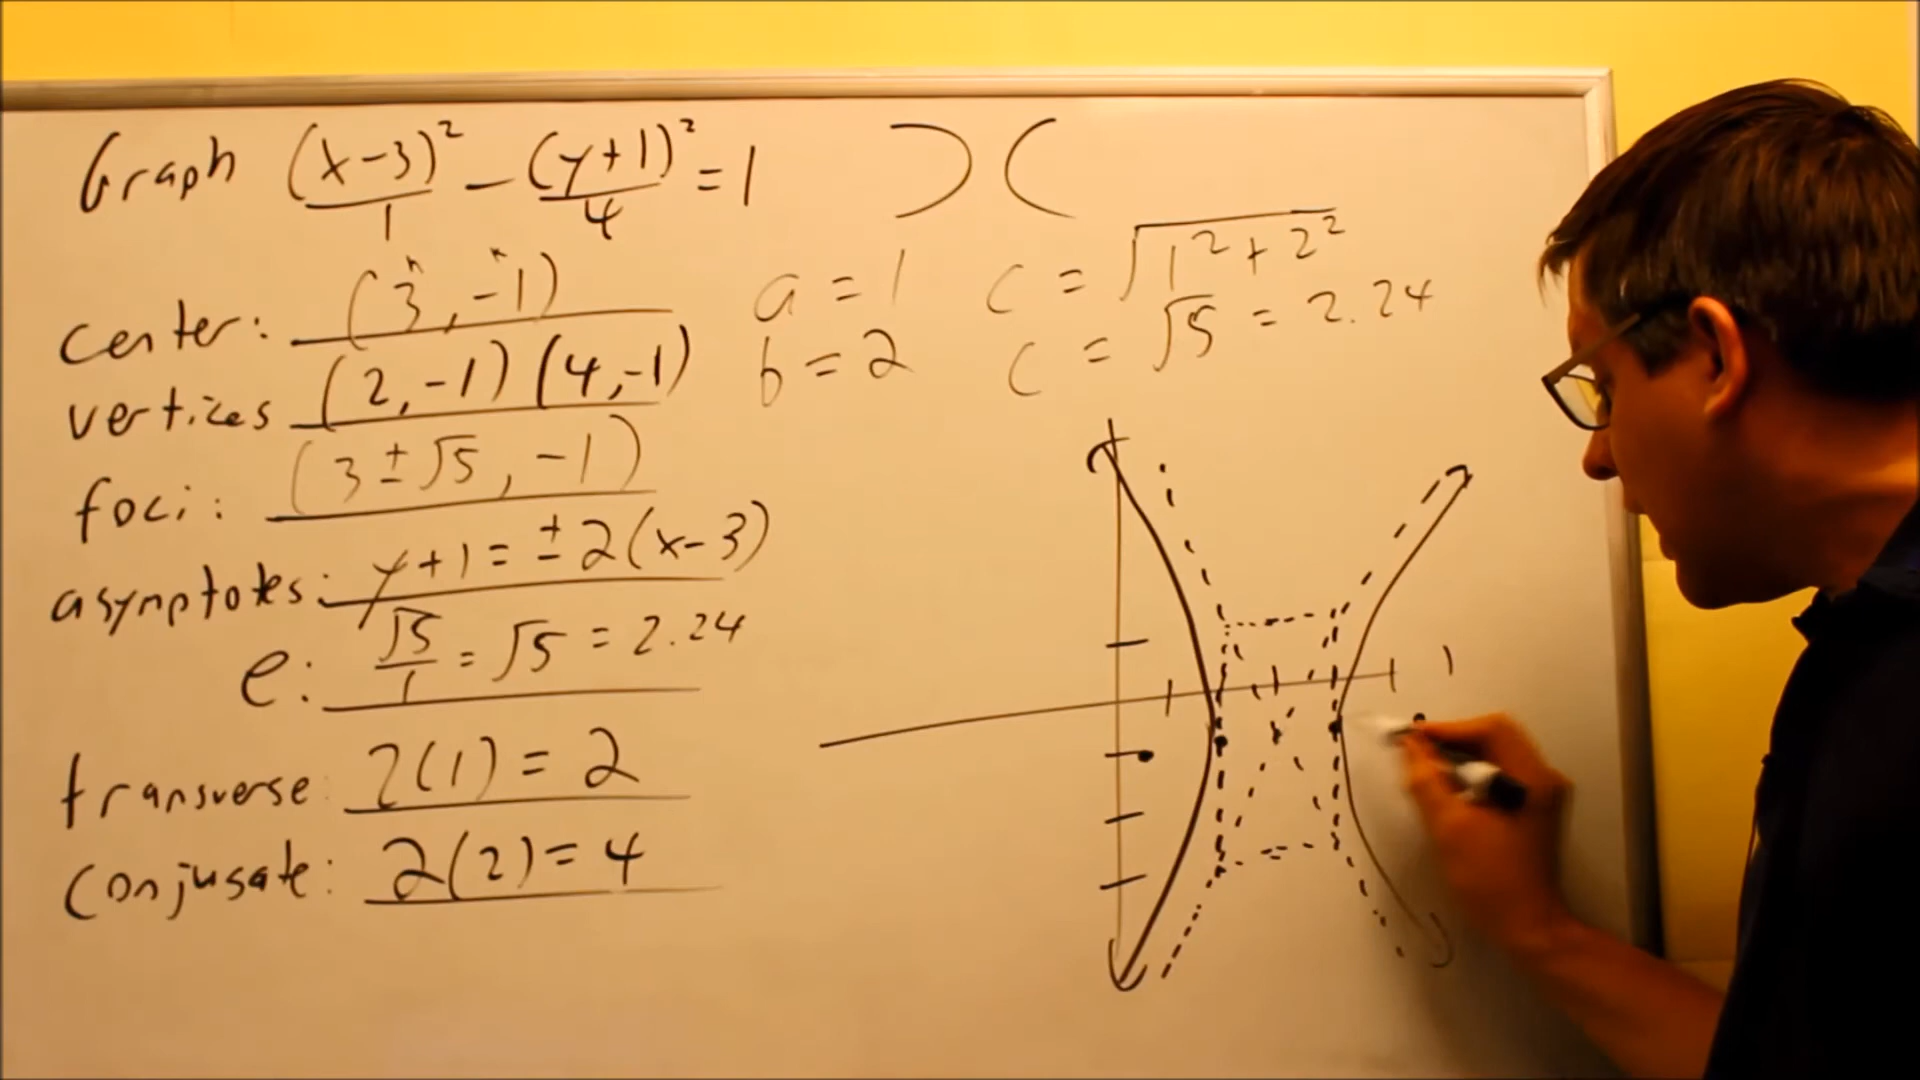 Graph (x-3)²/1 - (y+1)²/4 = 1
center: (3, -1)
a = 1
c = √(1² + 2²)
vertices (2, -1) (4, -1)
b = 2
c = √5 = 2.24
foci: (3 ± √5, -1)
asymptotes: y+1 = ±2(x-3)
e: √5/1 = √5 = 2.24
transverse: 2(1) = 2
conjugate: 2(2) = 4